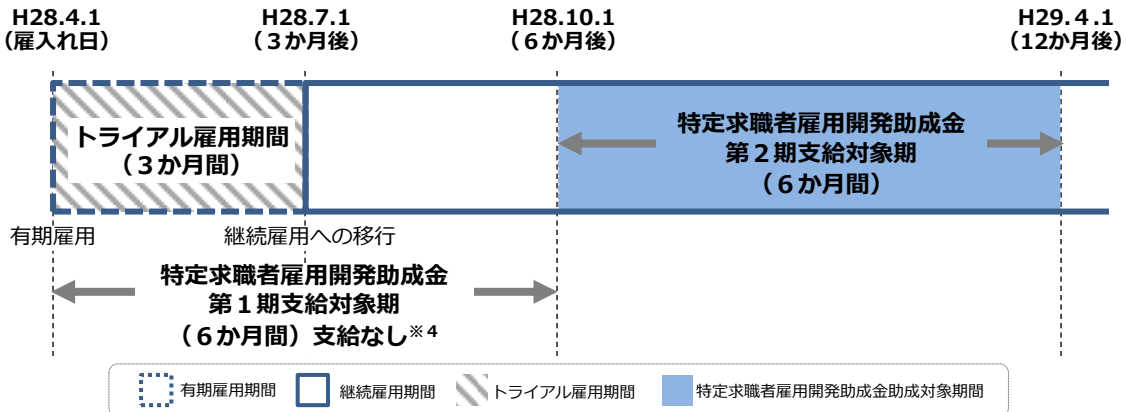 H28.4.1
(雇入れ日)
H28.7.1
(3か月後)
H28.10.1
(6か月後)
H29.4.1
(12か月後)
トライアル雇用期間
(3か月間)
特定求職者雇用開発助成金
第2期支給対象期
(6か月間)
有期雇用
継続雇用への移行
特定求職者雇用開発助成金
第1期支給対象期
(6か月間)支給なし※4
有期雇用期間
継続雇用期間
トライアル雇用期間
特定求職者雇用開発助成金助成対象期間